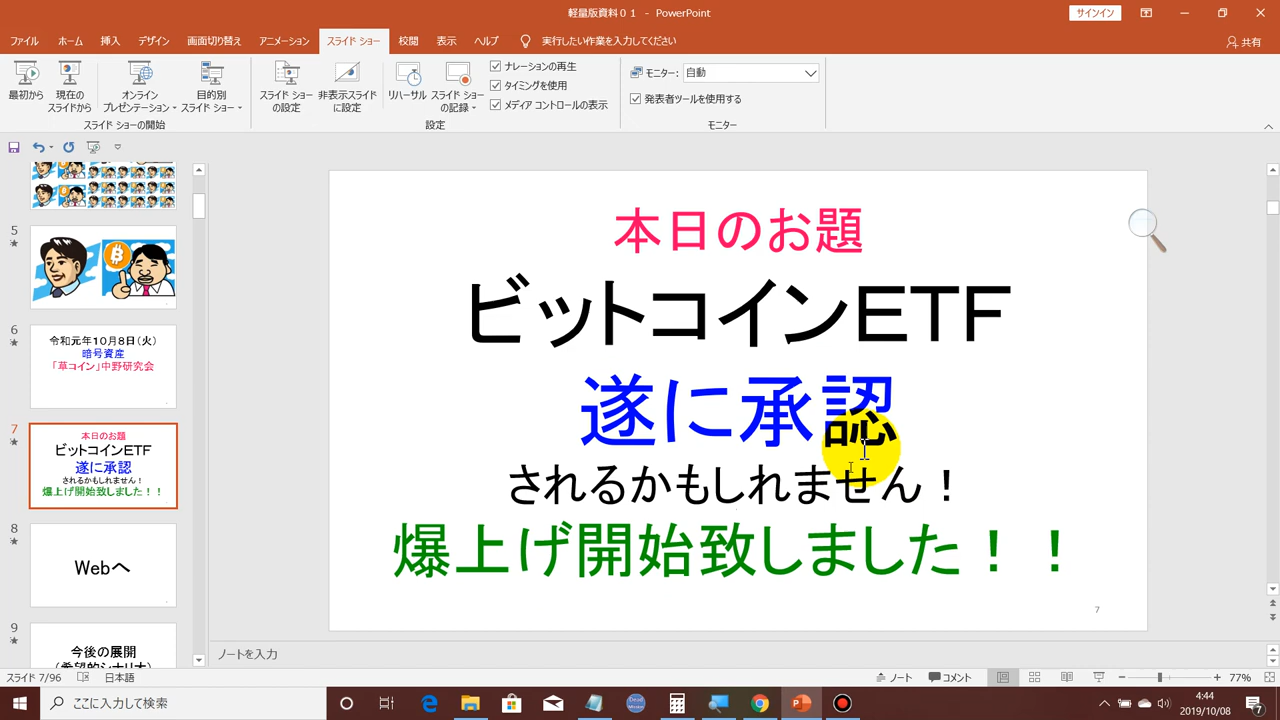 軽量版資料０１ - PowerPoint
サインイン
ファイル ホーム 挿入 デザイン 画面切り替え アニメーション スライド ショー 校閲 表示 ヘルプ 実行したい作業を入力してください 共有
最初から
現在の
スライドから
オンライン
プレゼンテーション
目的別
スライド ショー
スライド ショーの開始
スライド ショー
の設定
非表示スライド
に設定
リハーサル
スライド ショー
の記録
ナレーションの再生
タイミングを使用
メディア コントロールの表示
設定
モニター: 自動
発表者ツールを使用する
モニター
5
6
令和元年１０月８日（火）
暗号資産
「草コイン」中野研究会
7
本日のお題
ビットコインＥＴＦ
遂に承認
されるかもしれません！
爆上げ開始致しました！！
8
Webへ
9
今後の展開
（希望的シナリオ）
本日のお題
ビットコインＥＴＦ
遂に承認
されるかもしれません！
爆上げ開始致しました！！
7
ノートを入力
スライド 7/96 日本語 ノート コメント 77%
ここに入力して検索
4:44
2019/10/08
7